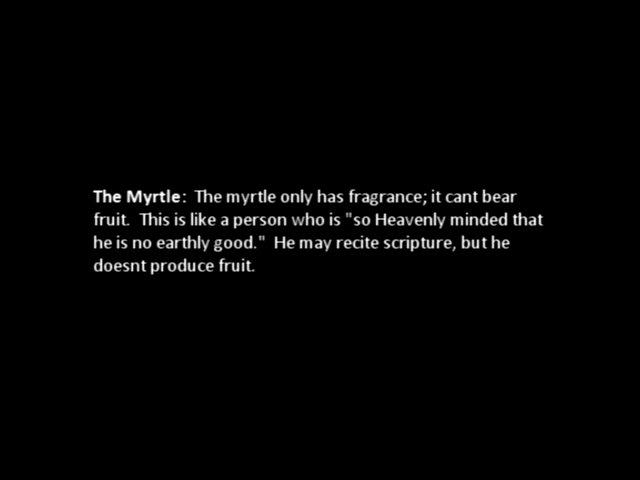 The Myrtle:  The myrtle only has fragrance; it cant bear
fruit.  This is like a person who is "so Heavenly minded that
he is no earthly good."  He may recite scripture, but he
doesnt produce fruit.